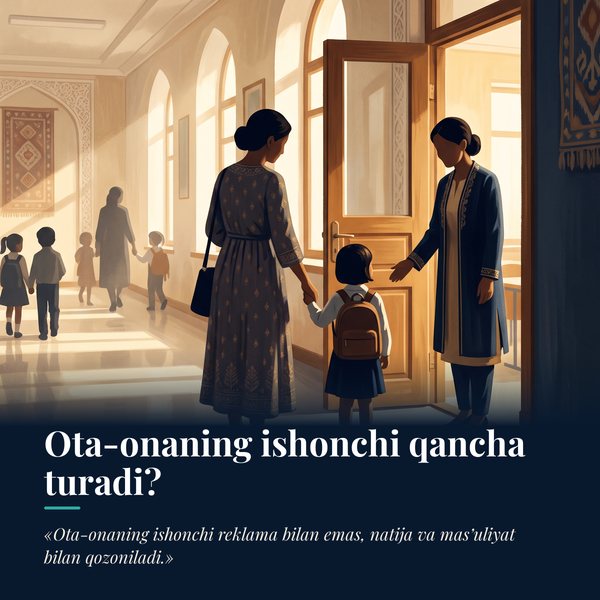 Ota-onaning ishonchi qancha
turadi?
«Ota-onaning ishonchi reklama bilan emas, natija va mas’uliyat
bilan qozoniladi.»